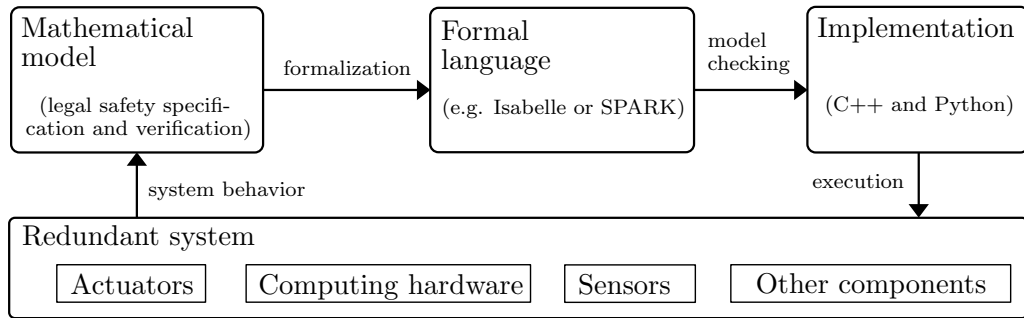 Mathematical
model
(legal safety specifi-
cation and verification)
formalization
Formal
language
(e.g. Isabelle or SPARK)
model
checking
Implementation
(C++ and Python)
system behavior
execution
Redundant system
Actuators
Computing hardware
Sensors
Other components